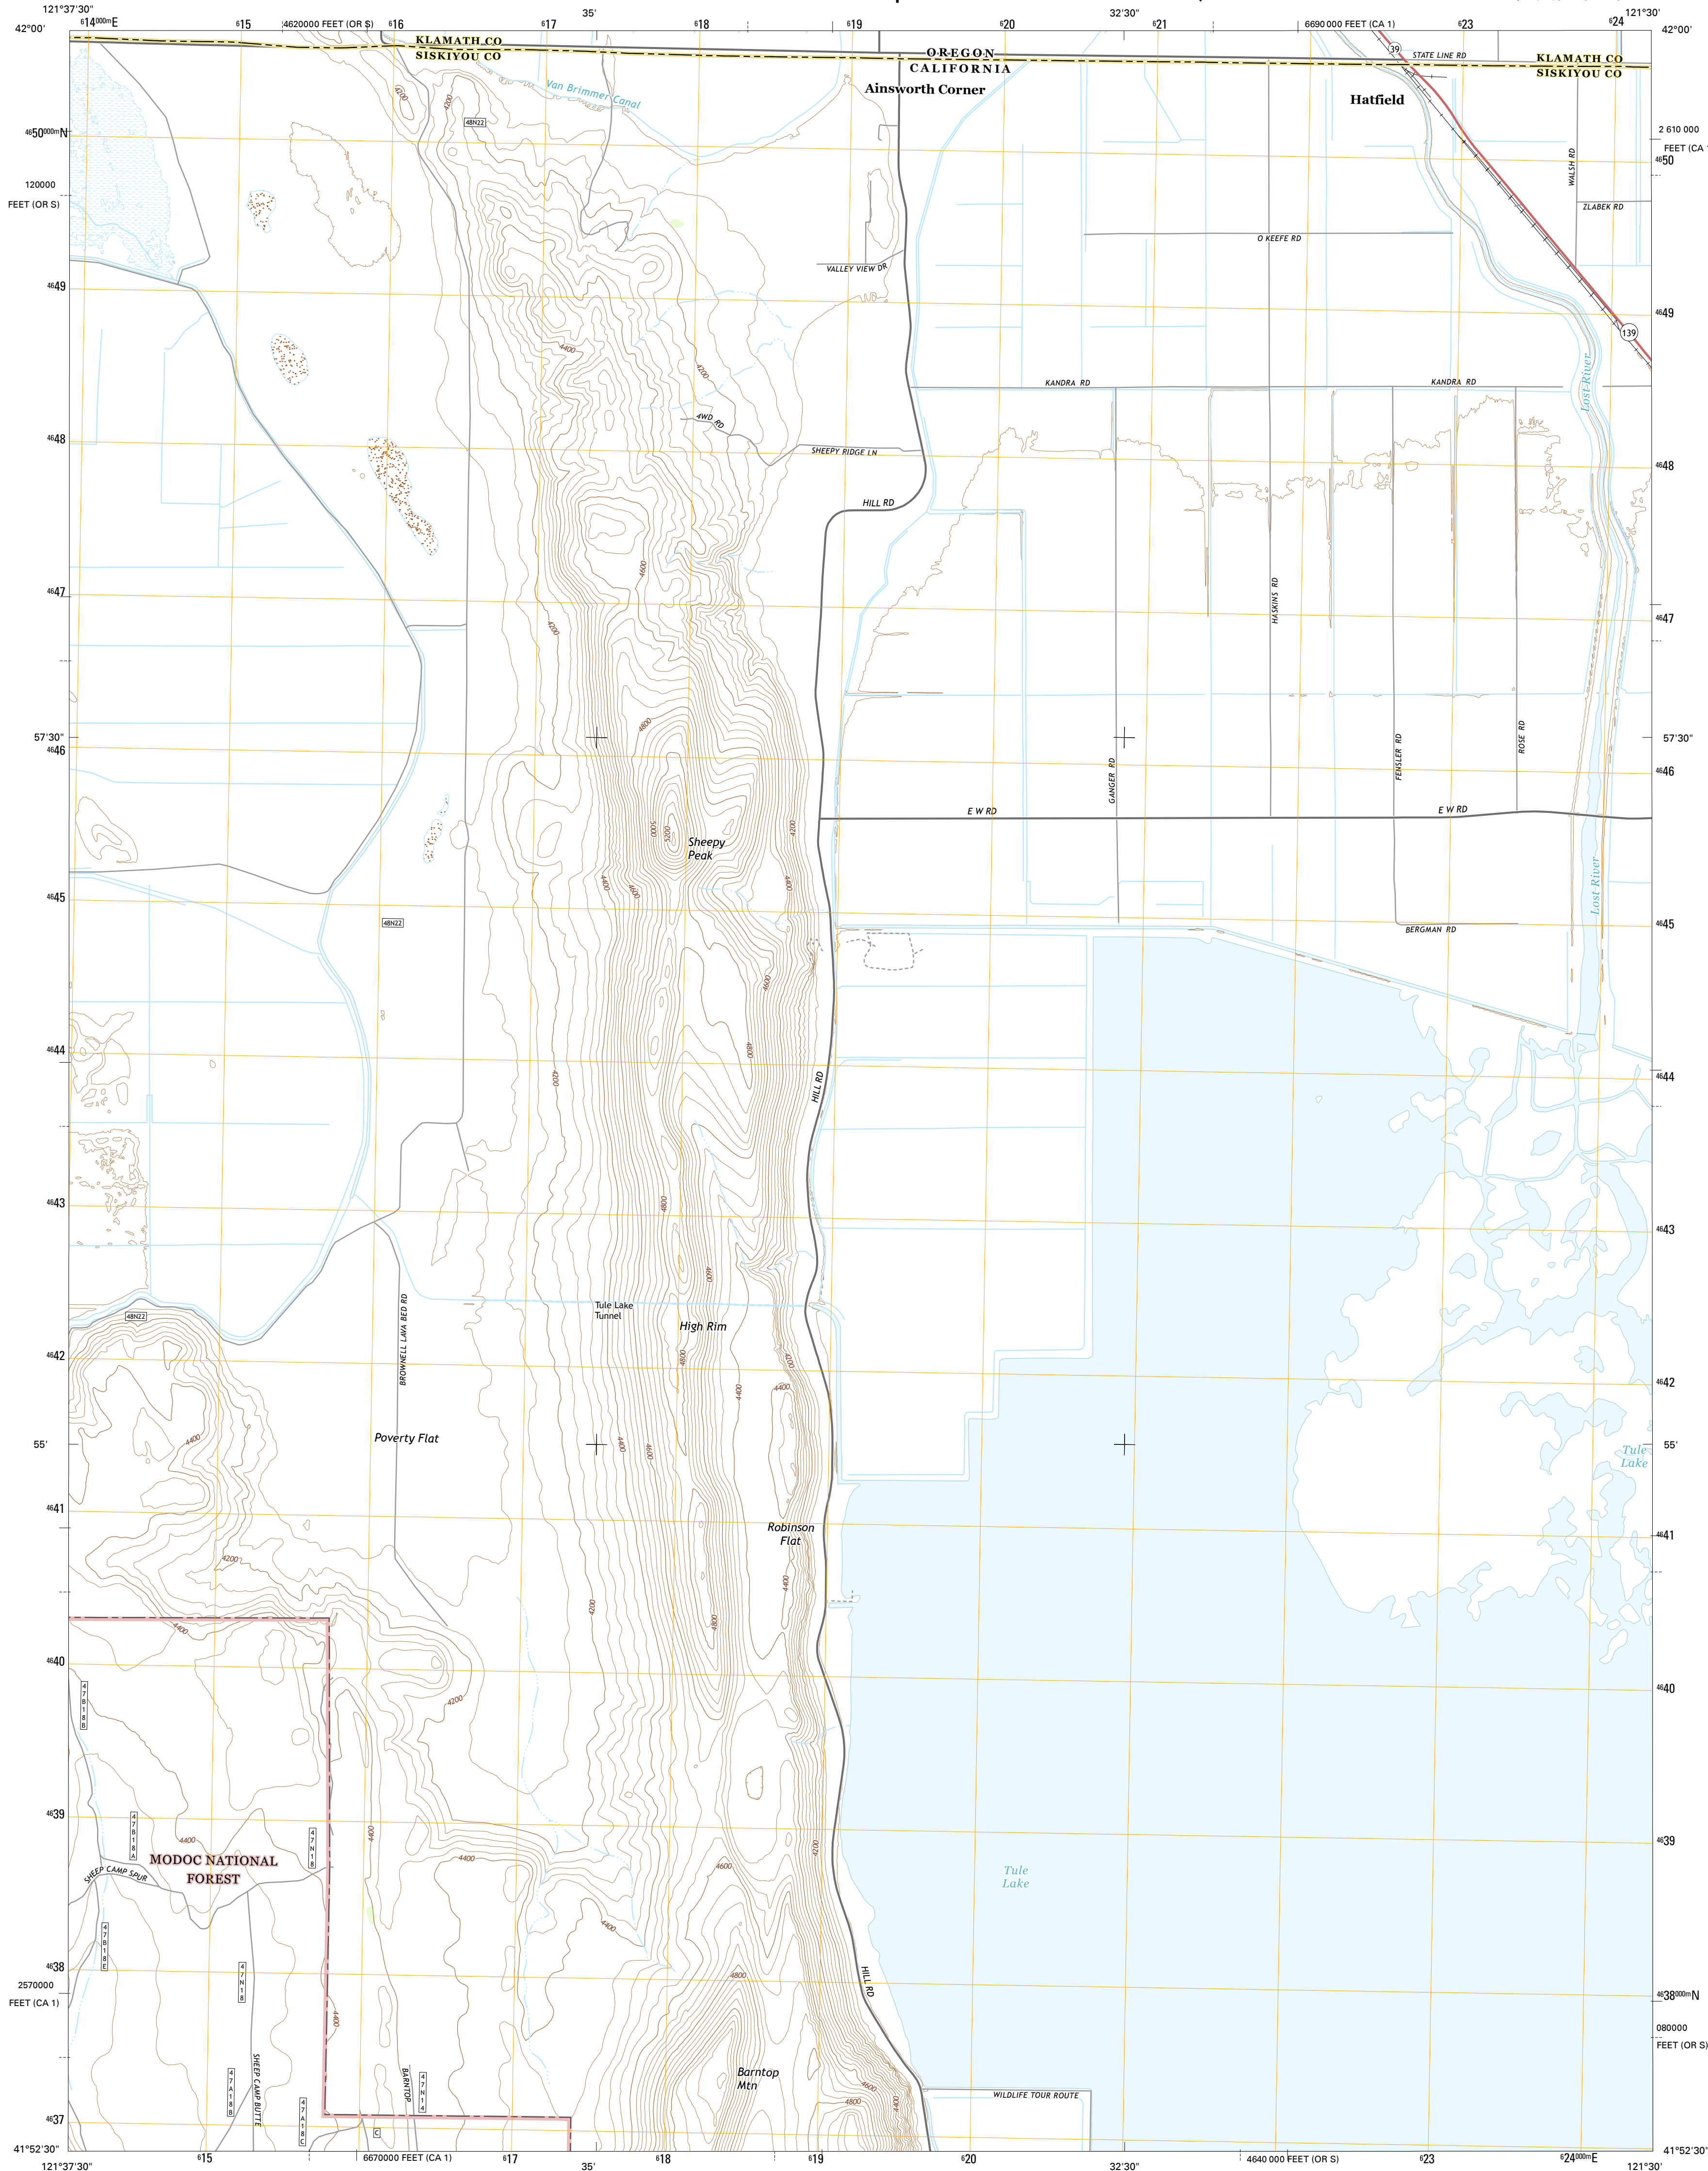 121°37'30"
614000mE
615
4620000 FEET (OR S)
616
617
35'
618
619
620
32'30"
621
6690 000 FEET (CA 1)
623
624
121°30'
42°00'
42°00'
KLAMATH CO
SISKIYOU CO
OREGON
CALIFORNIA
KLAMATH CO
SISKIYOU CO
39
STATE LINE RD
Ainsworth Corner
Hatfield
Van Brimmer Canal
4200
4200
48N22
4650000mN
2 610 000
FEET (CA
4650
120000
FEET (OR S)
WALSH RD
ZLABEK RD
O KEEFE RD
VALLEY VIEW DR
4649
4649
139
4400
4200
Lost River
KANDRA RD
KANDRA RD
4WD RD
SHEEPY RIDGE LN
4648
4648
HILL RD
4600
4647
4647
HASKINS RD
4200
4800
57'30"
4646
57'30"
4646
GANGER RD
FENSLER RD
ROSE RD
E W RD
E W RD
5000
5200
4200
Sheepy
Peak
4400
4600
4400
Lost River
4645
4645
48N22
BERGMAN RD
4600
4644
4644
4800
4200
HILL RD
4643
4643
4800
4600
Tule Lake
Tunnel
High Rim
48N22
BROWNELL LAVA BED RD
4642
4642
4800
4200
4400
4400
Poverty Flat
4400
4400
4600
55'
55'
Tule
Lake
4641
4641
Robinson
Flat
4200
4400
4200
4800
4400
4640
4640
47B18B
4200
4639
4639
47B18A
47N18
4400
4400
4200
MODOC NATIONAL
FOREST
SHEEP CAMP SPUR
4400
4600
Tule
Lake
47B18E
4400
4638
4638000mN
2570000
FEET (CA 1)
47N18
4800
HILL RD
4400
080000
FEET (OR S)
SHEEP CAMP BUTTE
47A18B
BARNTOP
47N14
Barntop
Mtn
4600
4800
4400
WILDLIFE TOUR ROUTE
47A18C
C
4637
41°52'30"
41°52'30"
121°37'30"
615
6670000 FEET (CA 1)
617
35'
618
619
620
32'30"
4640 000 FEET (OR S)
623
624000mE
121°30'